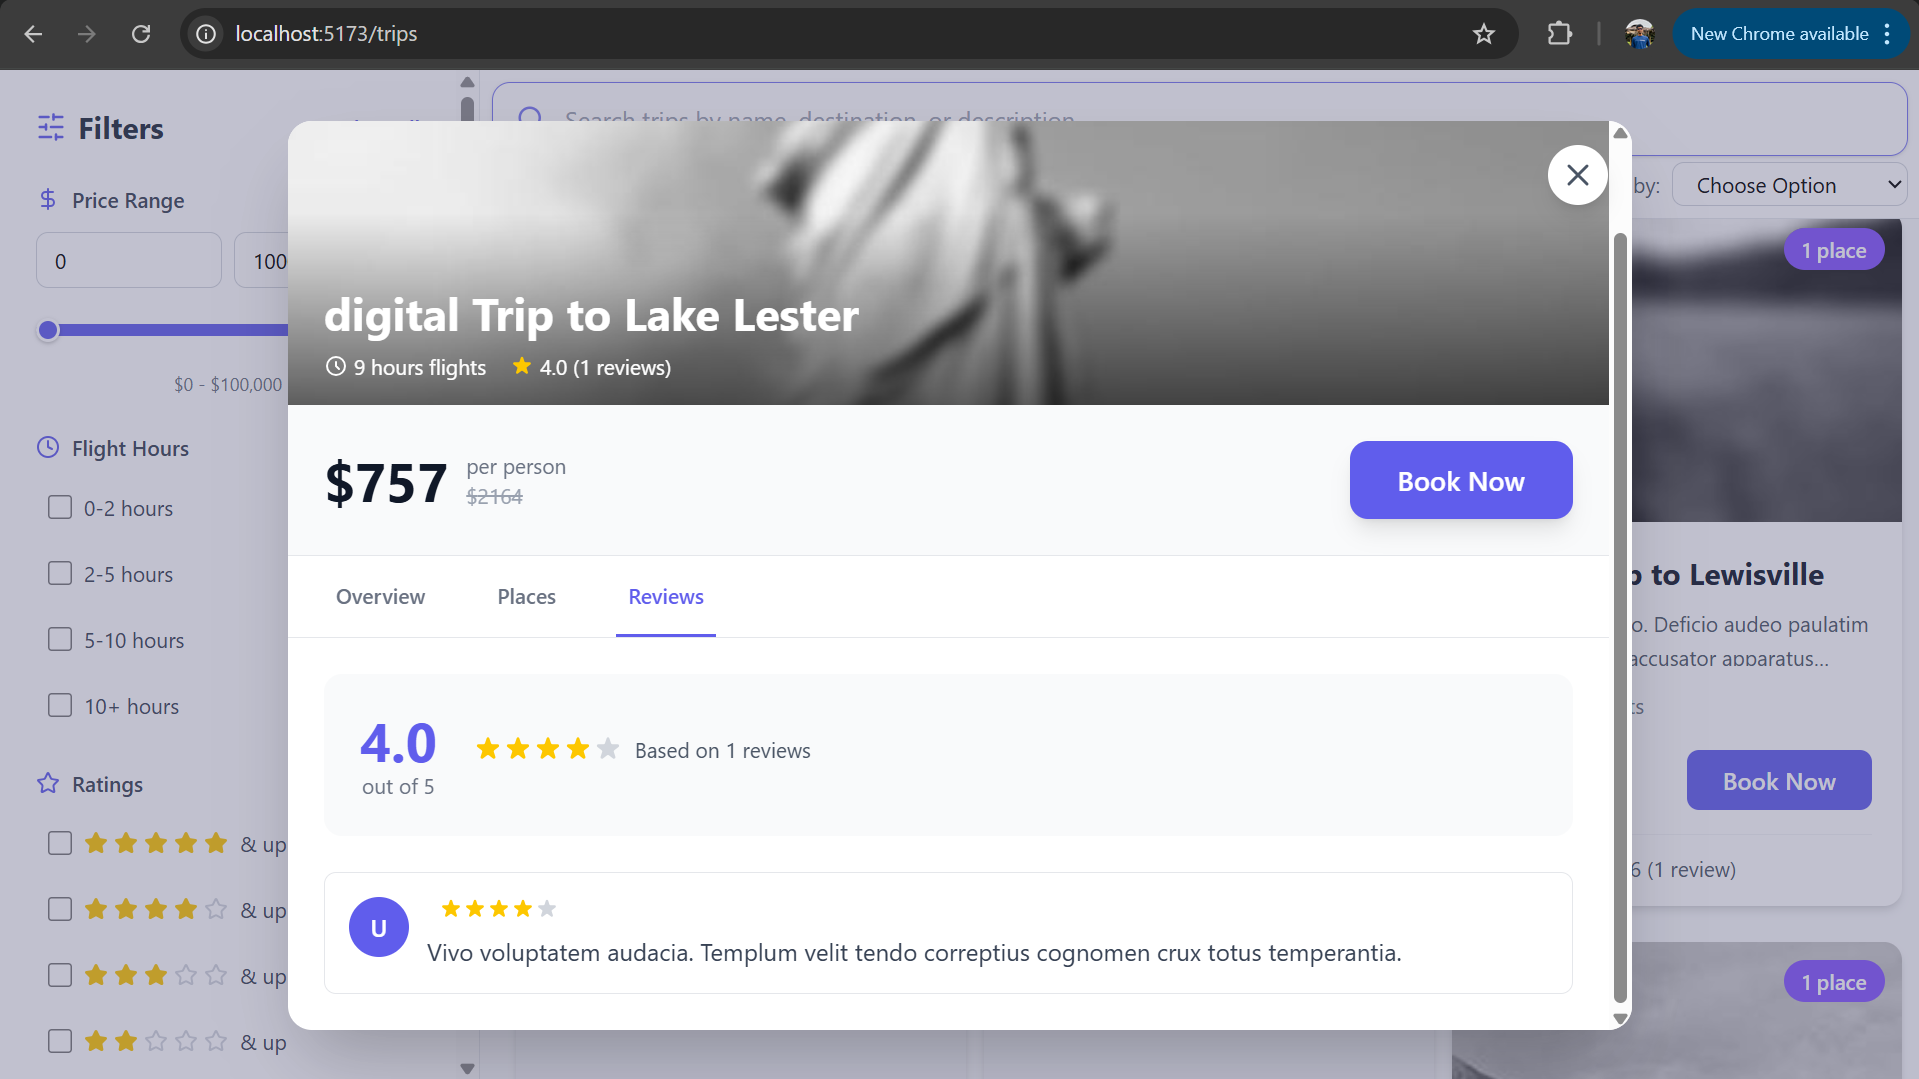 localhost:5173/trips
New Chrome available
Filters
Search trips by name, destination, or description
by:
Choose Option
Price Range
0
100
$0 - $100,000
Flight Hours
0-2 hours
2-5 hours
5-10 hours
10+ hours
Ratings
& up
& up
& up
& up
digital Trip to Lake Lester
9 hours flights
4.0 (1 reviews)
$757
per person
$2164
Book Now
Overview
Places
Reviews
4.0
out of 5
Based on 1 reviews
U
Vivo voluptatem audacia. Templum velit tendo correptius cognomen crux totus temperantia.
1 place
to Lewisville
o. Deficio audeo paulatim
accusator apparatus...
ts
Book Now
6 (1 review)
1 place